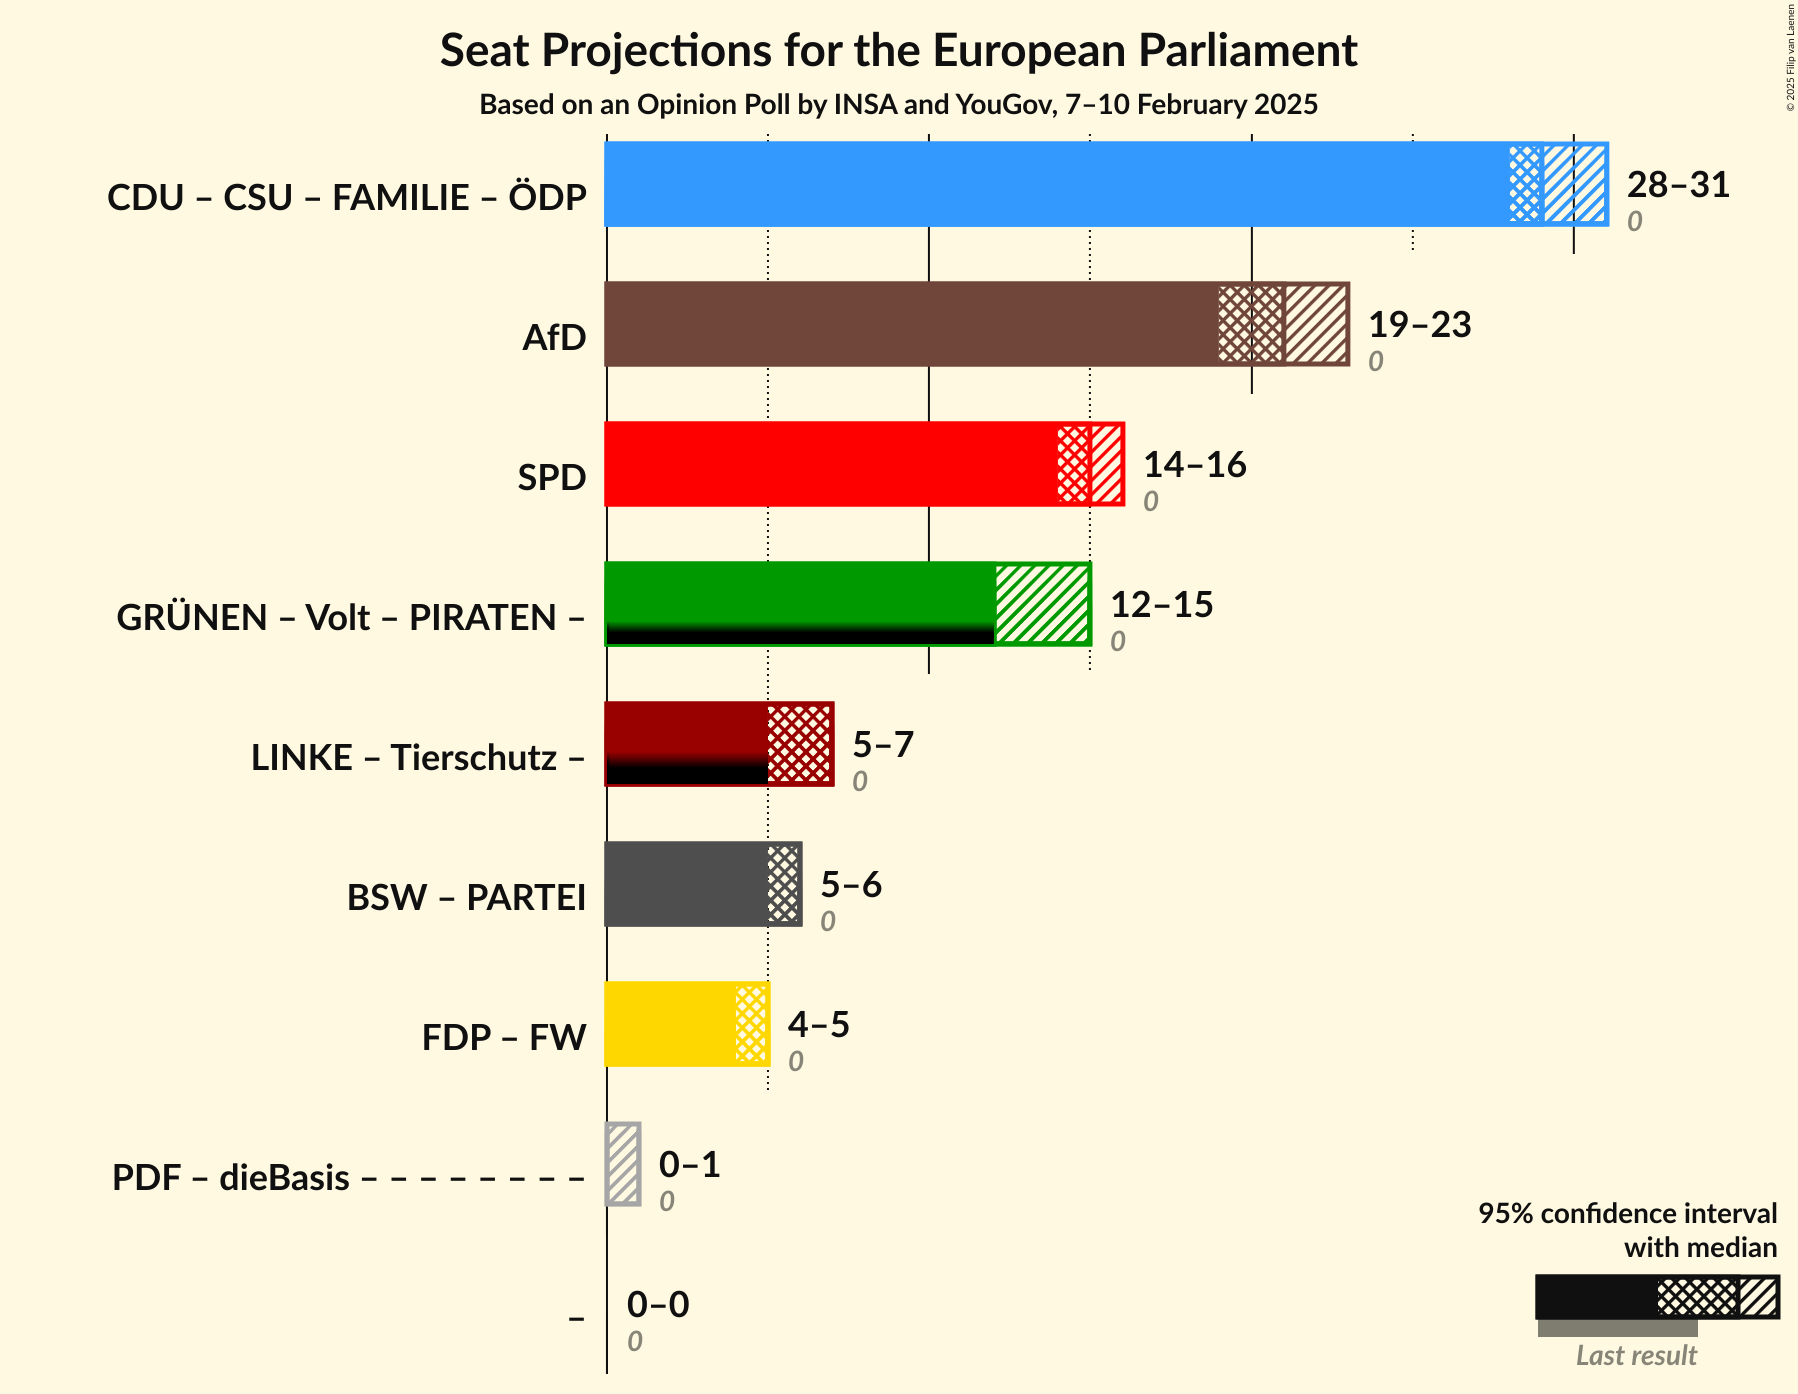 Seat Projections for the European Parliament
Based on an Opinion Poll by INSA and YouGov, 7–10 February 2025
© 2025 Filip van Laenen
CDU – CSU – FAMILIE – ÖDP
28–31
0
AfD
19–23
0
SPD
14–16
0
GRÜNEN – Volt – PIRATEN –
12–15
0
LINKE – Tierschutz –
5–7
0
BSW – PARTEI
5–6
0
FDP – FW
4–5
0
PDF – dieBasis – – – – – – – –
0–1
0
–
0–0
0
95% confidence interval
with median
Last result